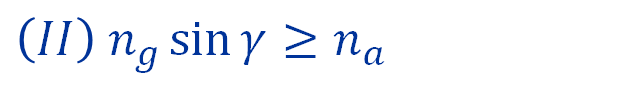 (II) n_g sin γ ≥ n_a